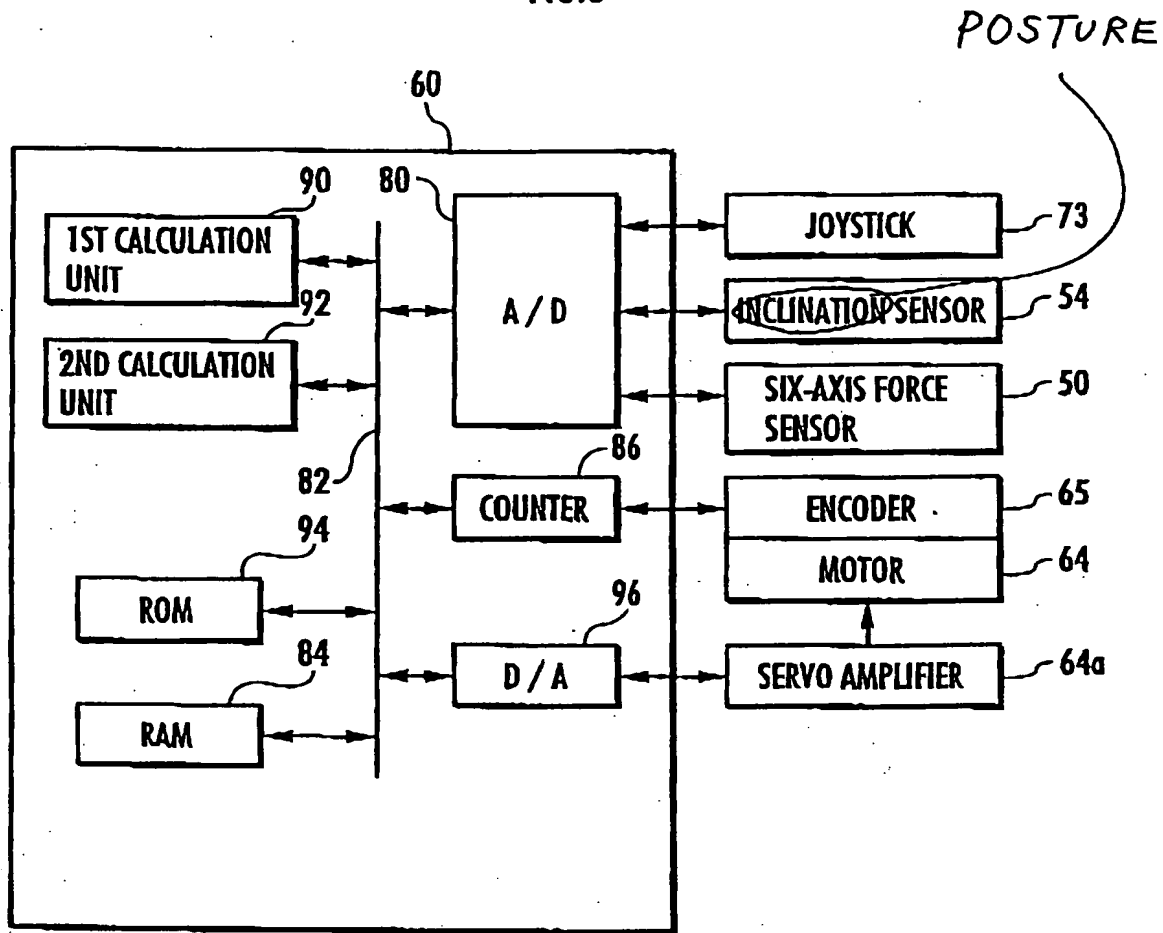 POSTURE
60
90
80
1ST CALCULATION
UNIT
JOYSTICK
73
92
A/D
INCLINATION SENSOR
54
2ND CALCULATION
UNIT
SIX-AXIS FORCE
SENSOR
50
82
86
COUNTER
ENCODER
65
94
MOTOR
64
ROM
96
84
D/A
SERVO AMPLIFIER
64a
RAM